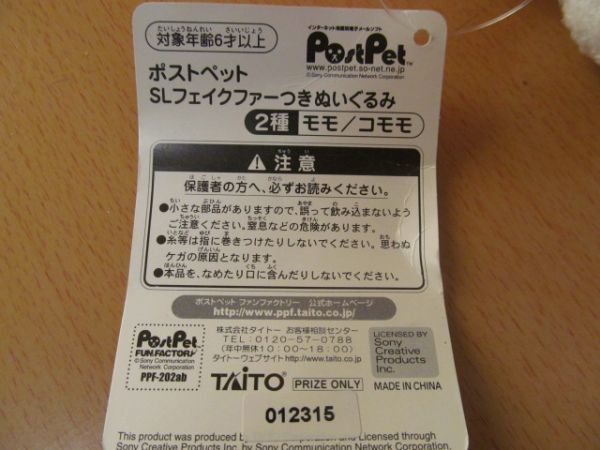 対象年齢6才以上
たいしょうねんれい さいいじょう
インターネット用愛玩電子メールソフト
PostPet™
www.postpet.so-net.ne.jp
©Sony Communication Network Corporation
ポストペット
SLフェイクファーつきぬいぐるみ
2種 モモ/コモモ
⚠注意
保護者の方へ、必ずお読みください。
●小さな部品がありますので、誤って飲み込まないよう
ご注意ください。窒息などの危険があります。
●糸等は指に巻きつけたりしないでください。思わぬ
ケガの原因となります。
●本品を、なめたり口に含んだりしないでください。
ポストペット ファンファクトリー 公式ホームページ
http://www.ppf.taito.co.jp
PostPet
FUN.FACTORY
©Sony Communication
Network Corporation
PPF-202ab
株式会社タイトー お客様相談センター
TEL:0120-57-0788
(年中無休10:00~18:00)
タイトーウェブサイトhttp://www.taito.co.jp
TAITO PRIZE ONLY
LICENSED BY
Sony
Creative
Products
Inc.
MADE IN CHINA
012315
This product was produced by
Corporation and Licensed through
Sony Creative Products Inc. by Sony Communication Network Corporation.